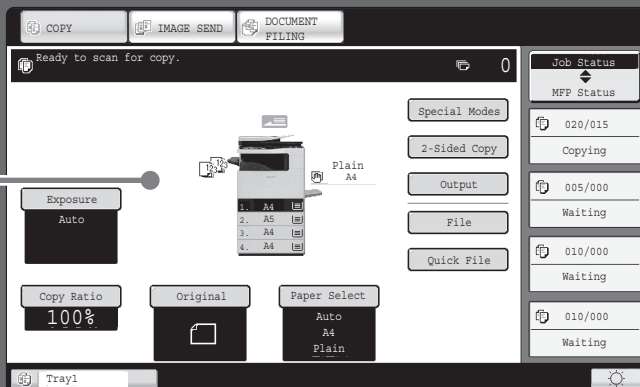 COPY
IMAGE SEND
DOCUMENT
FILING
Ready to scan for copy.
0
Job Status
MFP Status
020/015
Copying
005/000
Waiting
010/000
Waiting
010/000
Waiting
Special Modes
2-Sided Copy
Output
File
Quick File
Plain
A4
1. A4
2. A5
3. A4
4. A4
Exposure
Auto
Copy Ratio
100%
Original
Paper Select
Auto
A4
Plain
Tray1